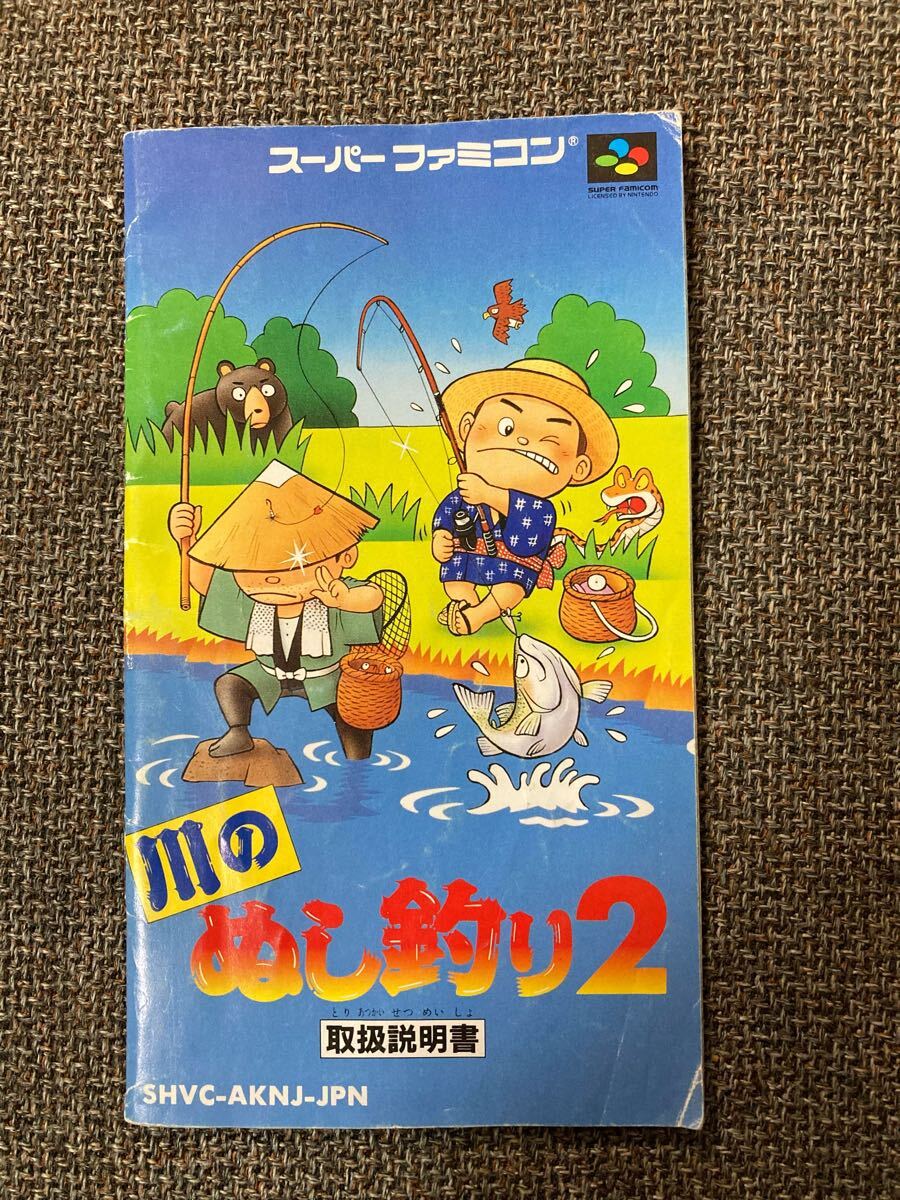 スーパーファミコン®
SUPER FAMICOM
LICENSED BY NINTENDO
川の
ぬし釣り2
とりあつかいせつめいしょ
取扱説明書
SHVC-AKNJ-JPN